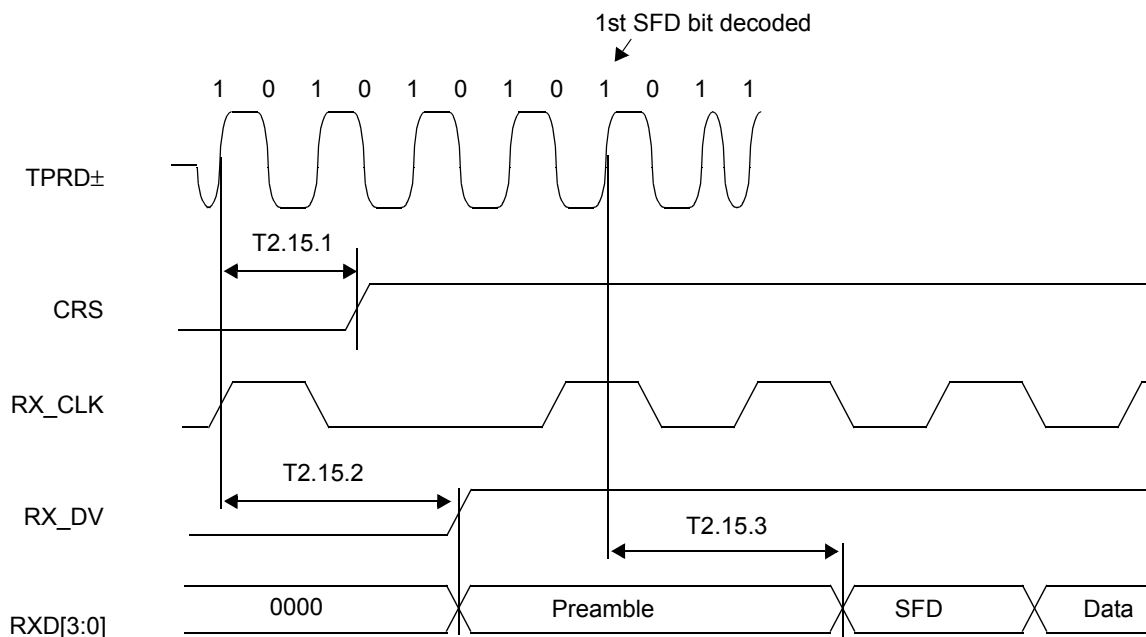 1st SFD bit decoded
1 0 1 0 1 0 1 0 1 0 1 1
TPRD±
T2.15.1
CRS
RX_CLK
T2.15.2
RX_DV
T2.15.3
RXD[3:0]
0000 Preamble SFD Data